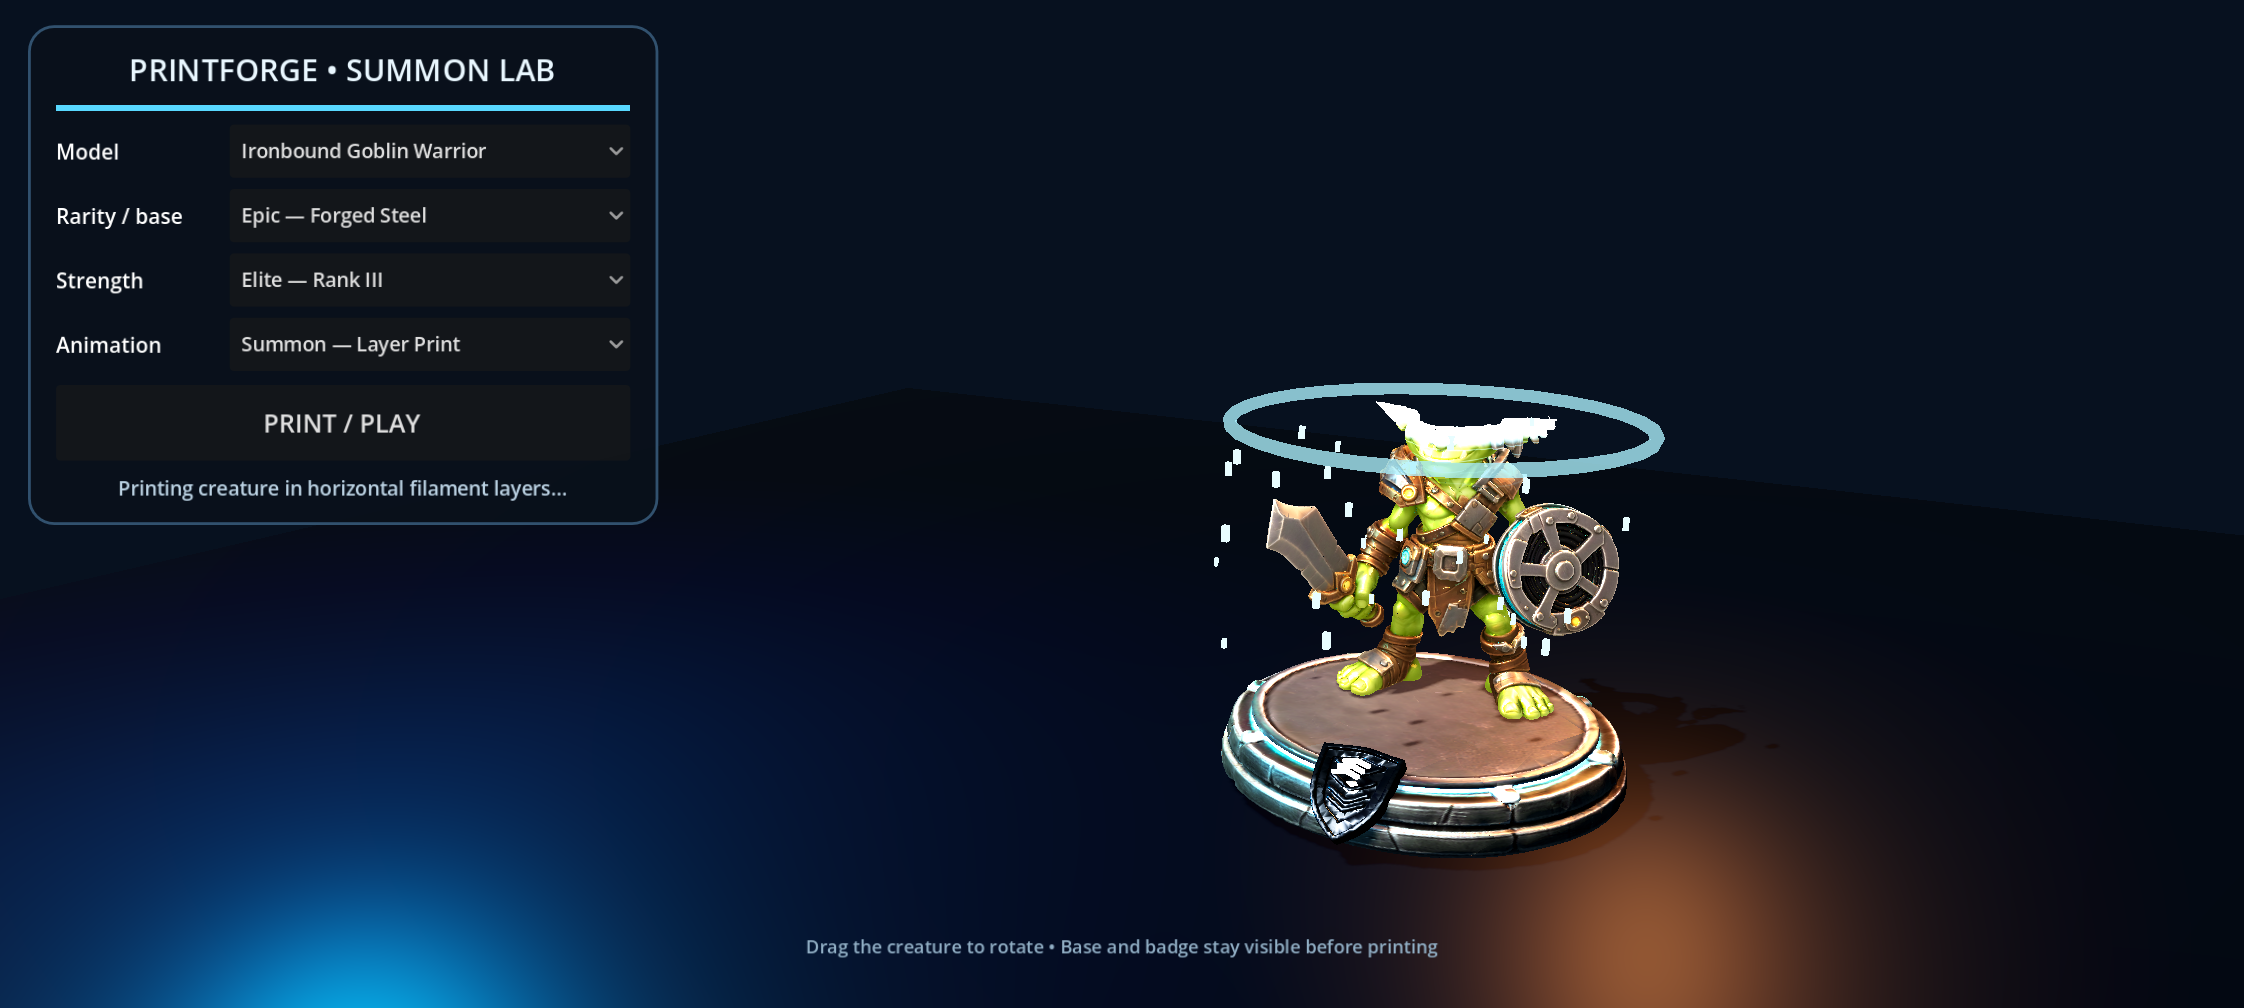 PRINTFORGE • SUMMON LAB
Model
Ironbound Goblin Warrior
Rarity / base
Epic — Forged Steel
Strength
Elite — Rank III
Animation
Summon — Layer Print
PRINT / PLAY
Printing creature in horizontal filament layers...
Drag the creature to rotate • Base and badge stay visible before printing